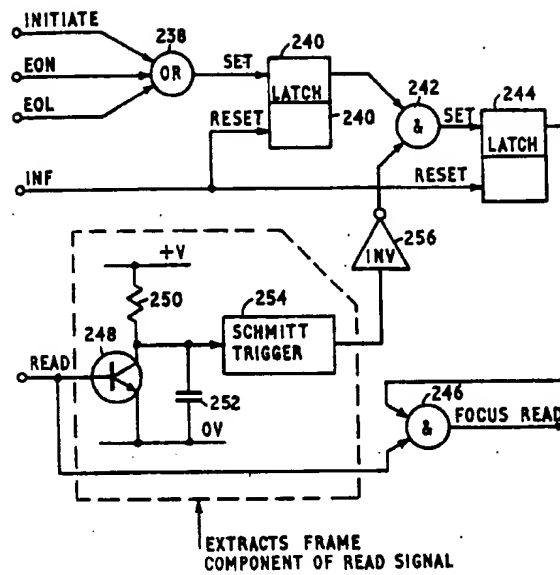 INITIATE
238
EON
OR
SET
240
LATCH
240
EOL
RESET
242
&
SET
244
LATCH
RESET
INF
256
INV
+V
250
254
SCHMITT
TRIGGER
248
READ
252
0V
246
&
FOCUS READ
EXTRACTS FRAME
COMPONENT OF READ SIGNAL